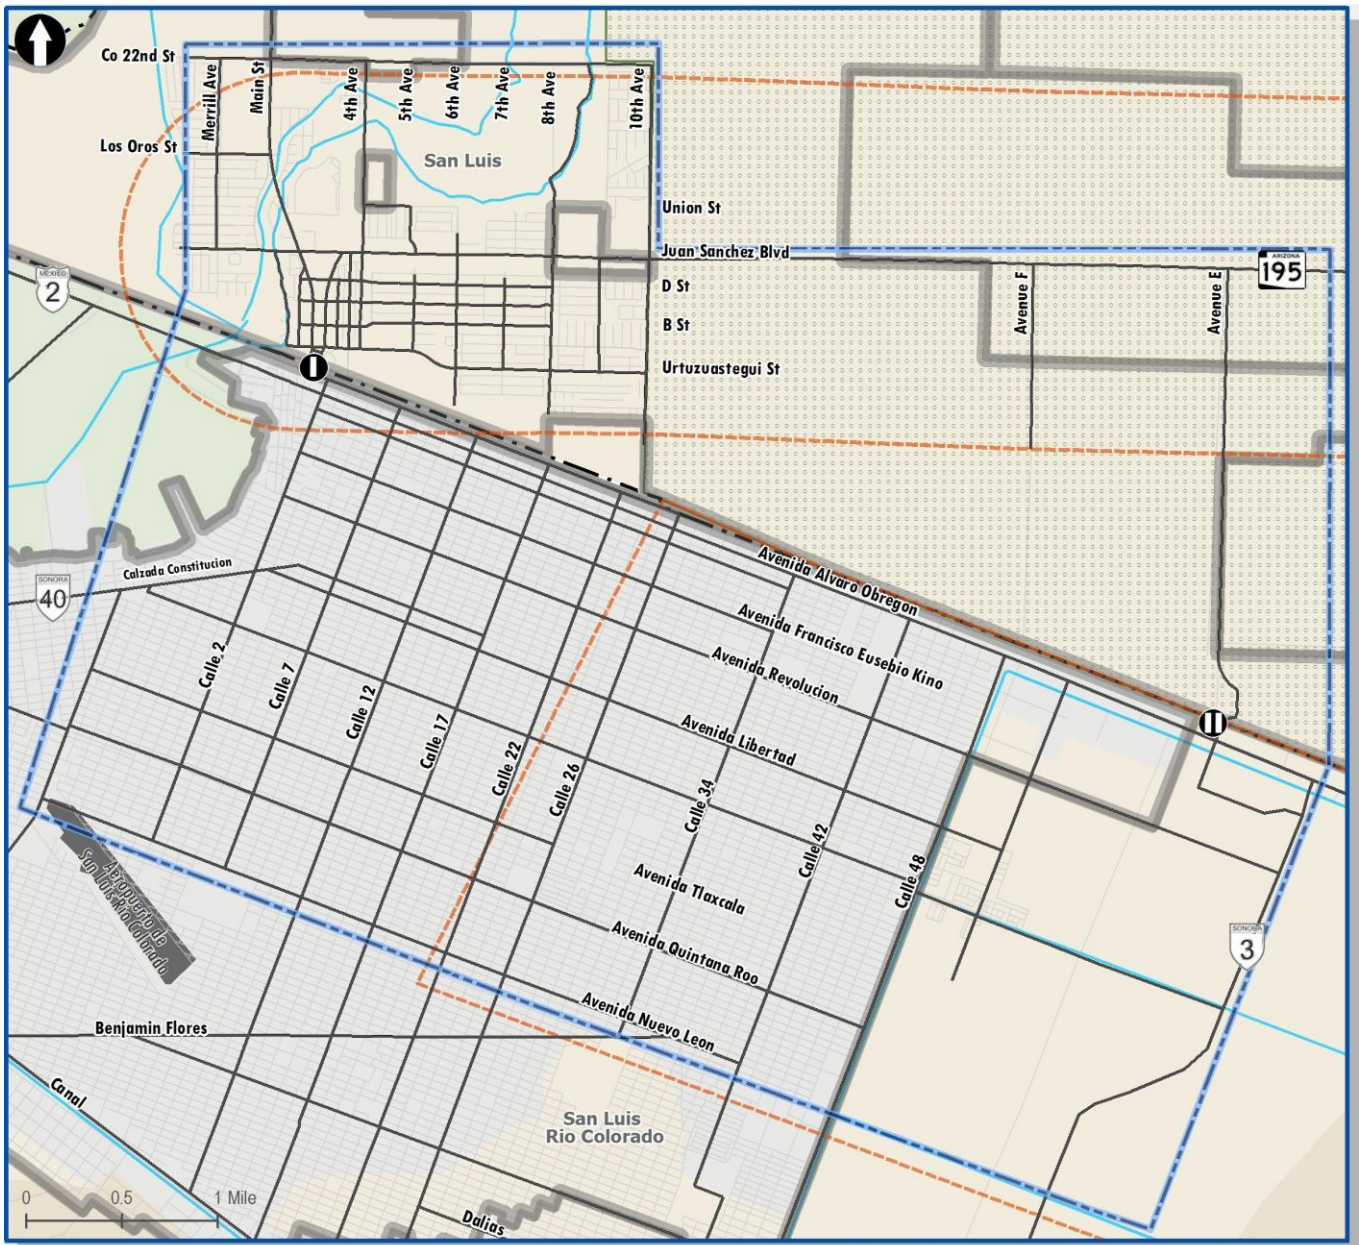 Co 22nd St
Merrill Ave
Main St
4th Ave
5th Ave
6th Ave
7th Ave
8th Ave
10th Ave
Los Oros St
San Luis
Union St
Juan Sanchez Blvd
ARIZONA
195
MEXICO
2
D St
Avenue F
Avenue E
B St
I
Urtuzuastegui St
Avenida Alvaro Obregon
Calzada Constitucion
SONORA
40
Avenida Francisco Eusebio Kino
Avenida Revolucion
Calle 2
Calle 7
Calle 12
Calle 17
Calle 22
Calle 26
Calle 34
Calle 42
Calle 48
Avenida Libertad
II
Aeropuerto de
San Luis Rio Colorado
Avenida Tlaxcala
Avenida Quintana Roo
SONORA
3
Avenida Nuevo Leon
Benjamin Flores
Canal
San Luis
Rio Colorado
0 0.5 1 Mile
Dalias